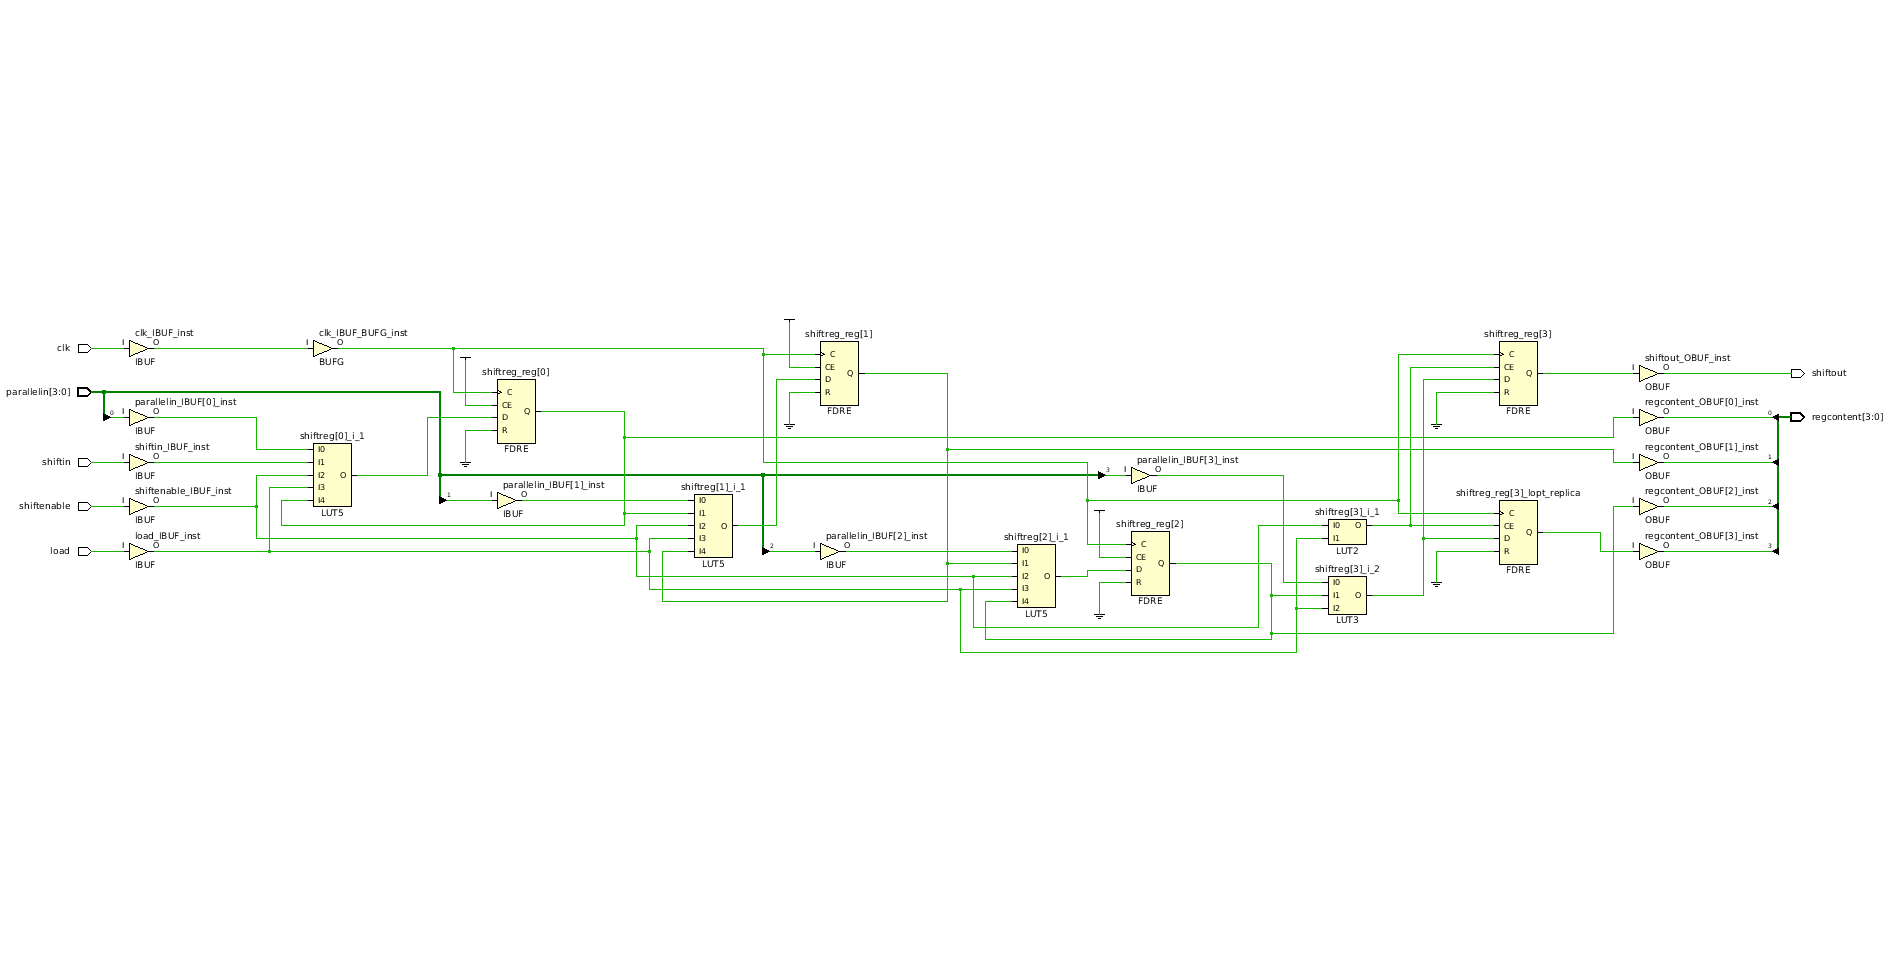 clk
clk_IBUF_inst
I
O
IBUF
clk_IBUF_BUFG_inst
I
O
BUFG
parallelin[3:0]
0
parallelin_IBUF[0]_inst
I
O
IBUF
shiftin
shiftin_IBUF_inst
I
O
IBUF
shiftenable
shiftenable_IBUF_inst
I
O
IBUF
load
load_IBUF_inst
I
O
IBUF
shiftreg[0]_i_1
I0
I1
I2
O
I3
I4
LUT5
shiftreg_reg[0]
C
CE
Q
D
R
FDRE
1
parallelin_IBUF[1]_inst
I
O
IBUF
shiftreg[1]_i_1
I0
I1
I2
O
I3
I4
LUT5
shiftreg_reg[1]
C
CE
Q
D
R
FDRE
2
parallelin_IBUF[2]_inst
I
O
IBUF
shiftreg[2]_i_1
I0
I1
I2
O
I3
I4
LUT5
3
parallelin_IBUF[3]_inst
I
O
IBUF
shiftreg_reg[2]
C
CE
Q
D
R
FDRE
shiftreg[3]_i_1
I0
O
I1
LUT2
shiftreg[3]_i_2
I0
I1
O
I2
LUT3
shiftreg_reg[3]
C
CE
Q
D
R
FDRE
shiftreg_reg[3]_lopt_replica
C
CE
Q
D
R
FDRE
shiftout_OBUF_inst
I
O
OBUF
shiftout
regcontent_OBUF[0]_inst
I
O
OBUF
0
regcontent[3:0]
regcontent_OBUF[1]_inst
I
O
OBUF
1
regcontent_OBUF[2]_inst
I
O
OBUF
2
regcontent_OBUF[3]_inst
I
O
OBUF
3